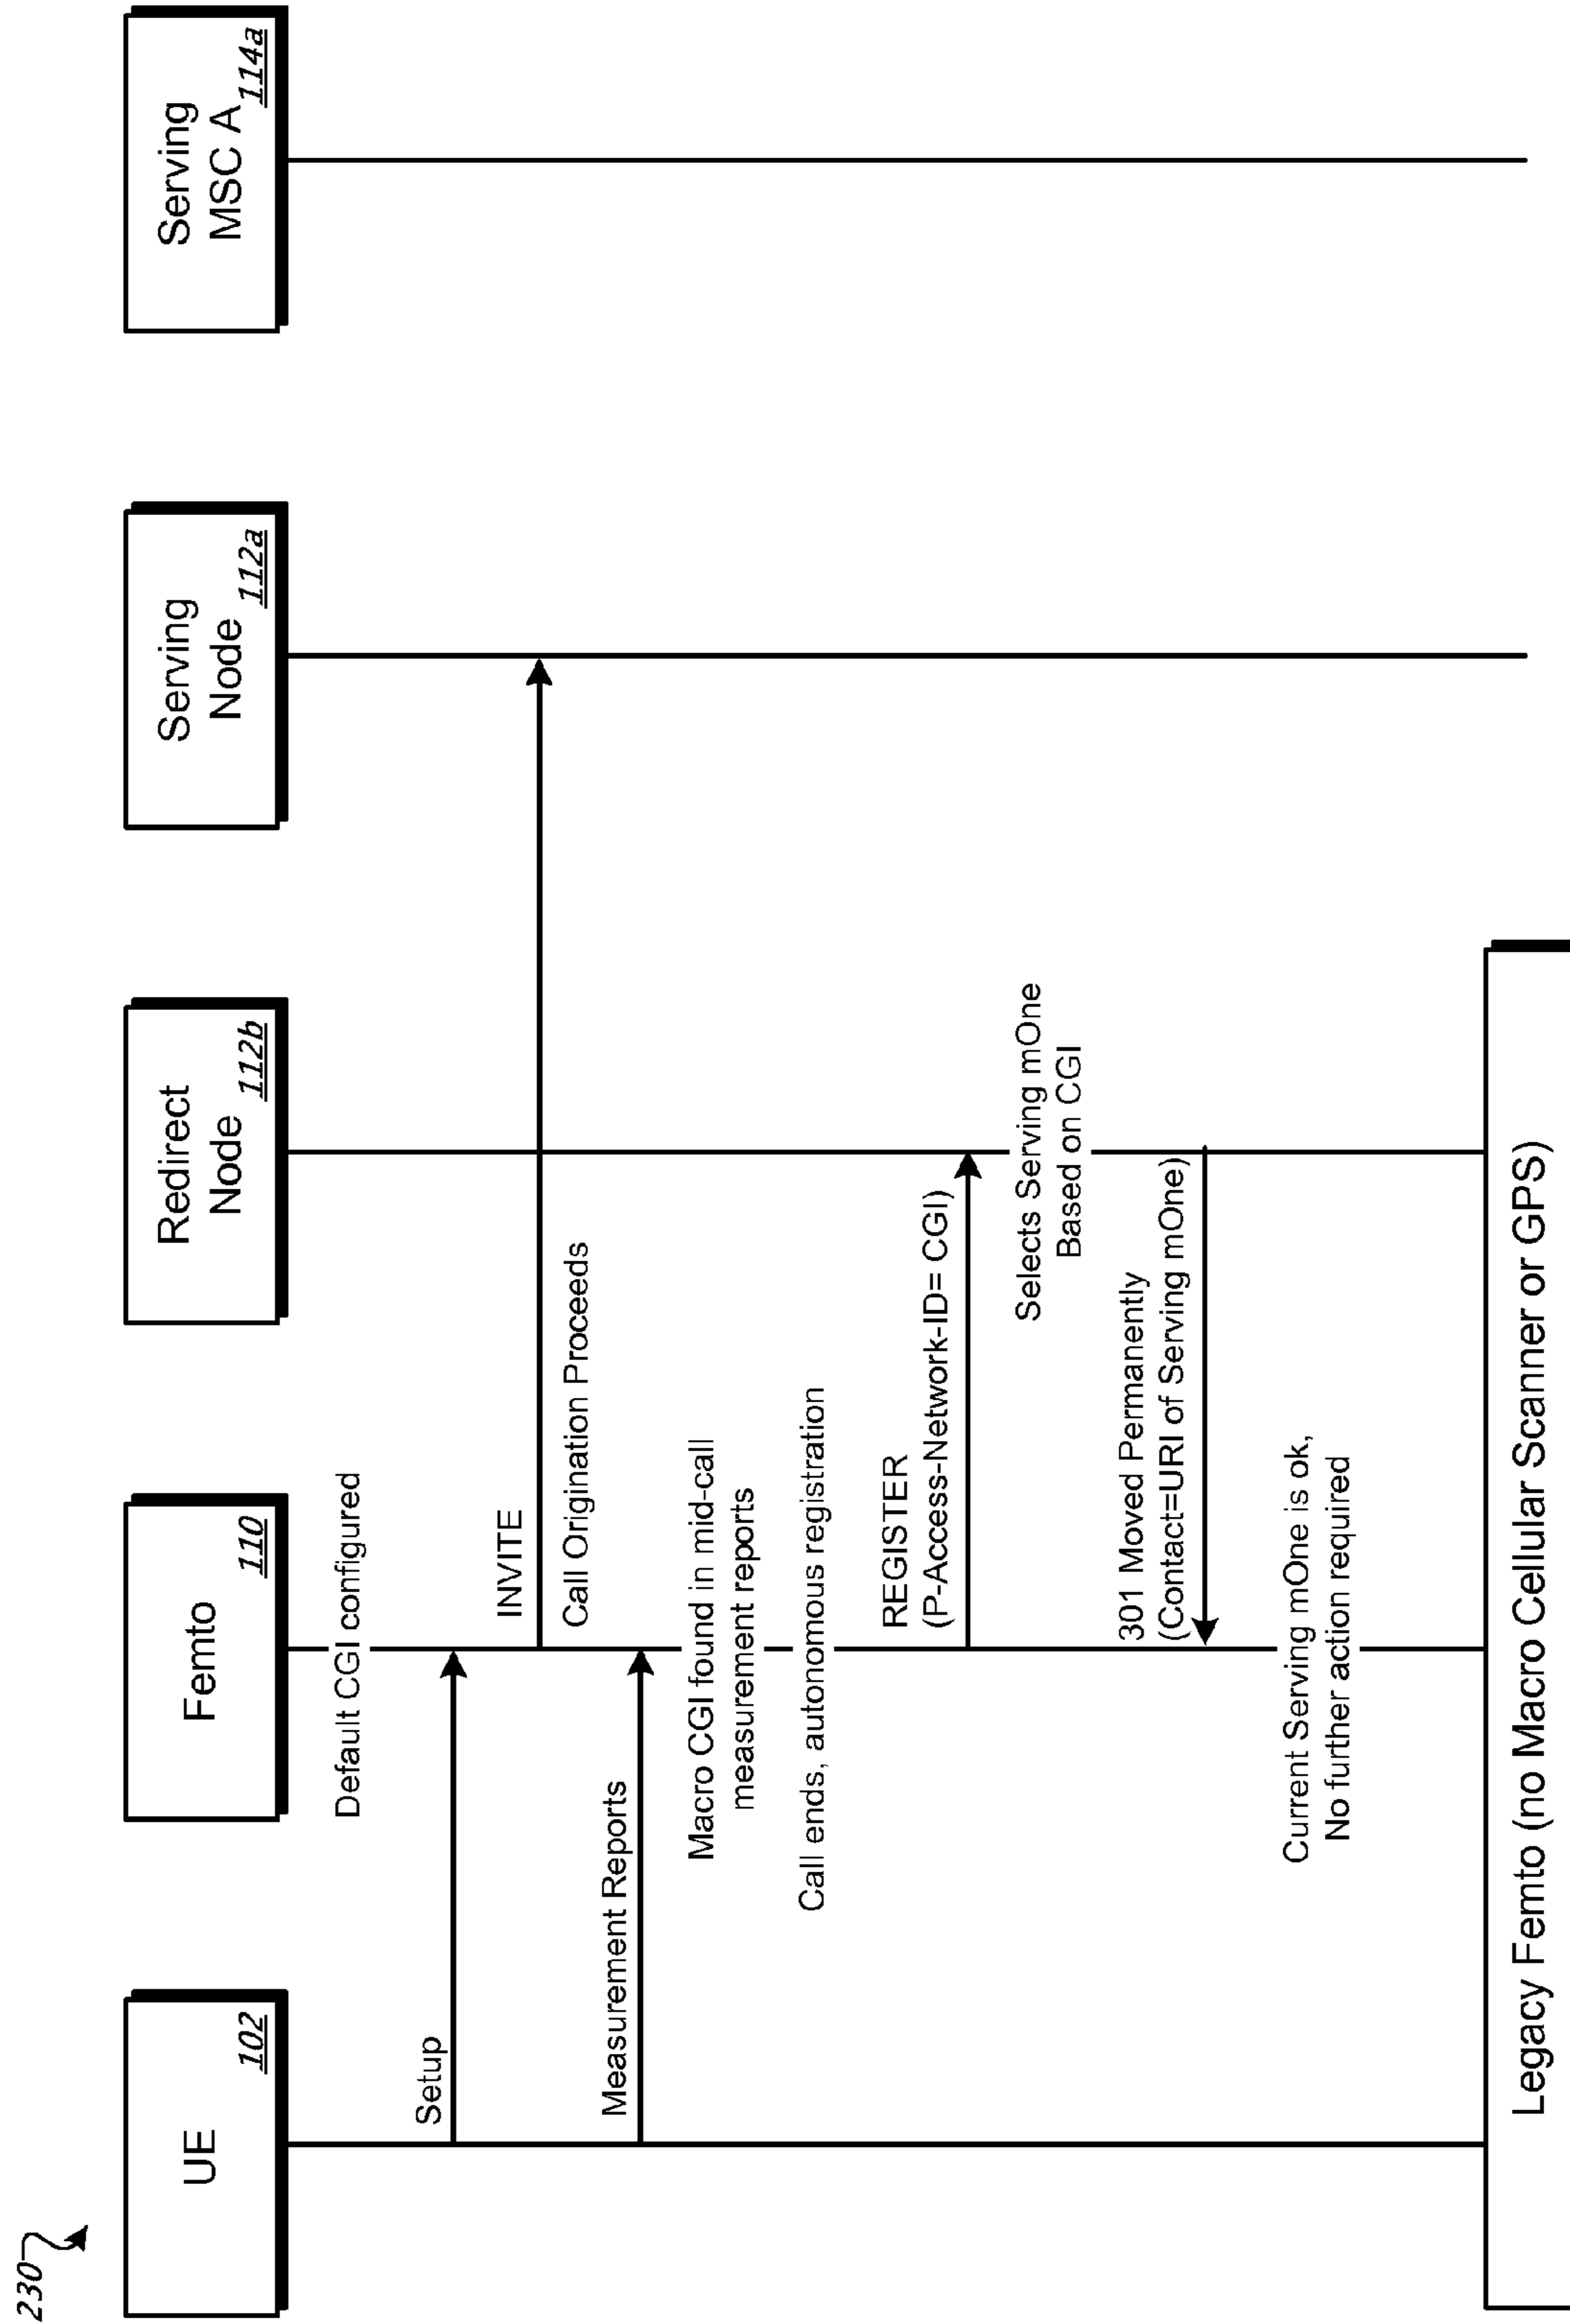 230
UE
102
Femto
110
Redirect
Node
112b
Serving
Node
112a
Serving
MSC A
114a
Default CGI configured
Setup
INVITE
Call Origination Proceeds
Measurement Reports
Macro CGI found in mid-call
measurement reports
Call ends, autonomous registration
REGISTER
(P-Access-Network-ID= CGI)
Selects Serving mOne
Based on CGI
301 Moved Permanently
(Contact=URI of Serving mOne)
Current Serving mOne is ok,
No further action required
Legacy Femto (no Macro Cellular Scanner or GPS)